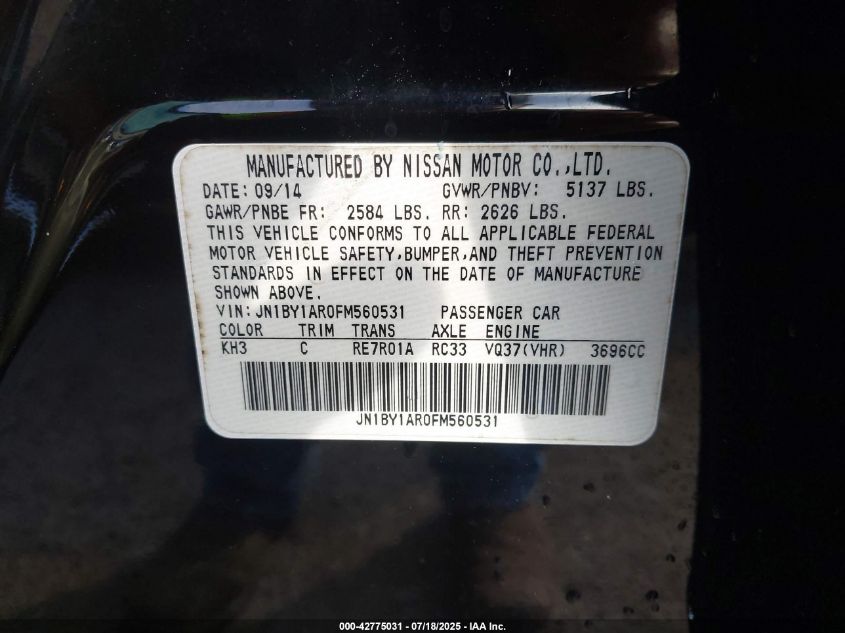 MANUFACTURED BY NISSAN MOTOR CO.,LTD.
DATE: 09/14 GVWR/PNBV: 5137 LBS.
GAWR/PNBE FR: 2584 LBS. RR: 2626 LBS.
THIS VEHICLE CONFORMS TO ALL APPLICABLE FEDERAL
MOTOR VEHICLE SAFETY,BUMPER,AND THEFT PREVENTION
STANDARDS IN EFFECT ON THE DATE OF MANUFACTURE
SHOWN ABOVE.
VIN: JN1BY1AR0FM560531 PASSENGER CAR
COLOR TRIM TRANS AXLE ENGINE
KH3 C RE7R01A RC33 VQ37(VHR) 3696CC
JN1BY1AR0FM560531
000-42775031 - 07/18/2025 - IAA Inc.